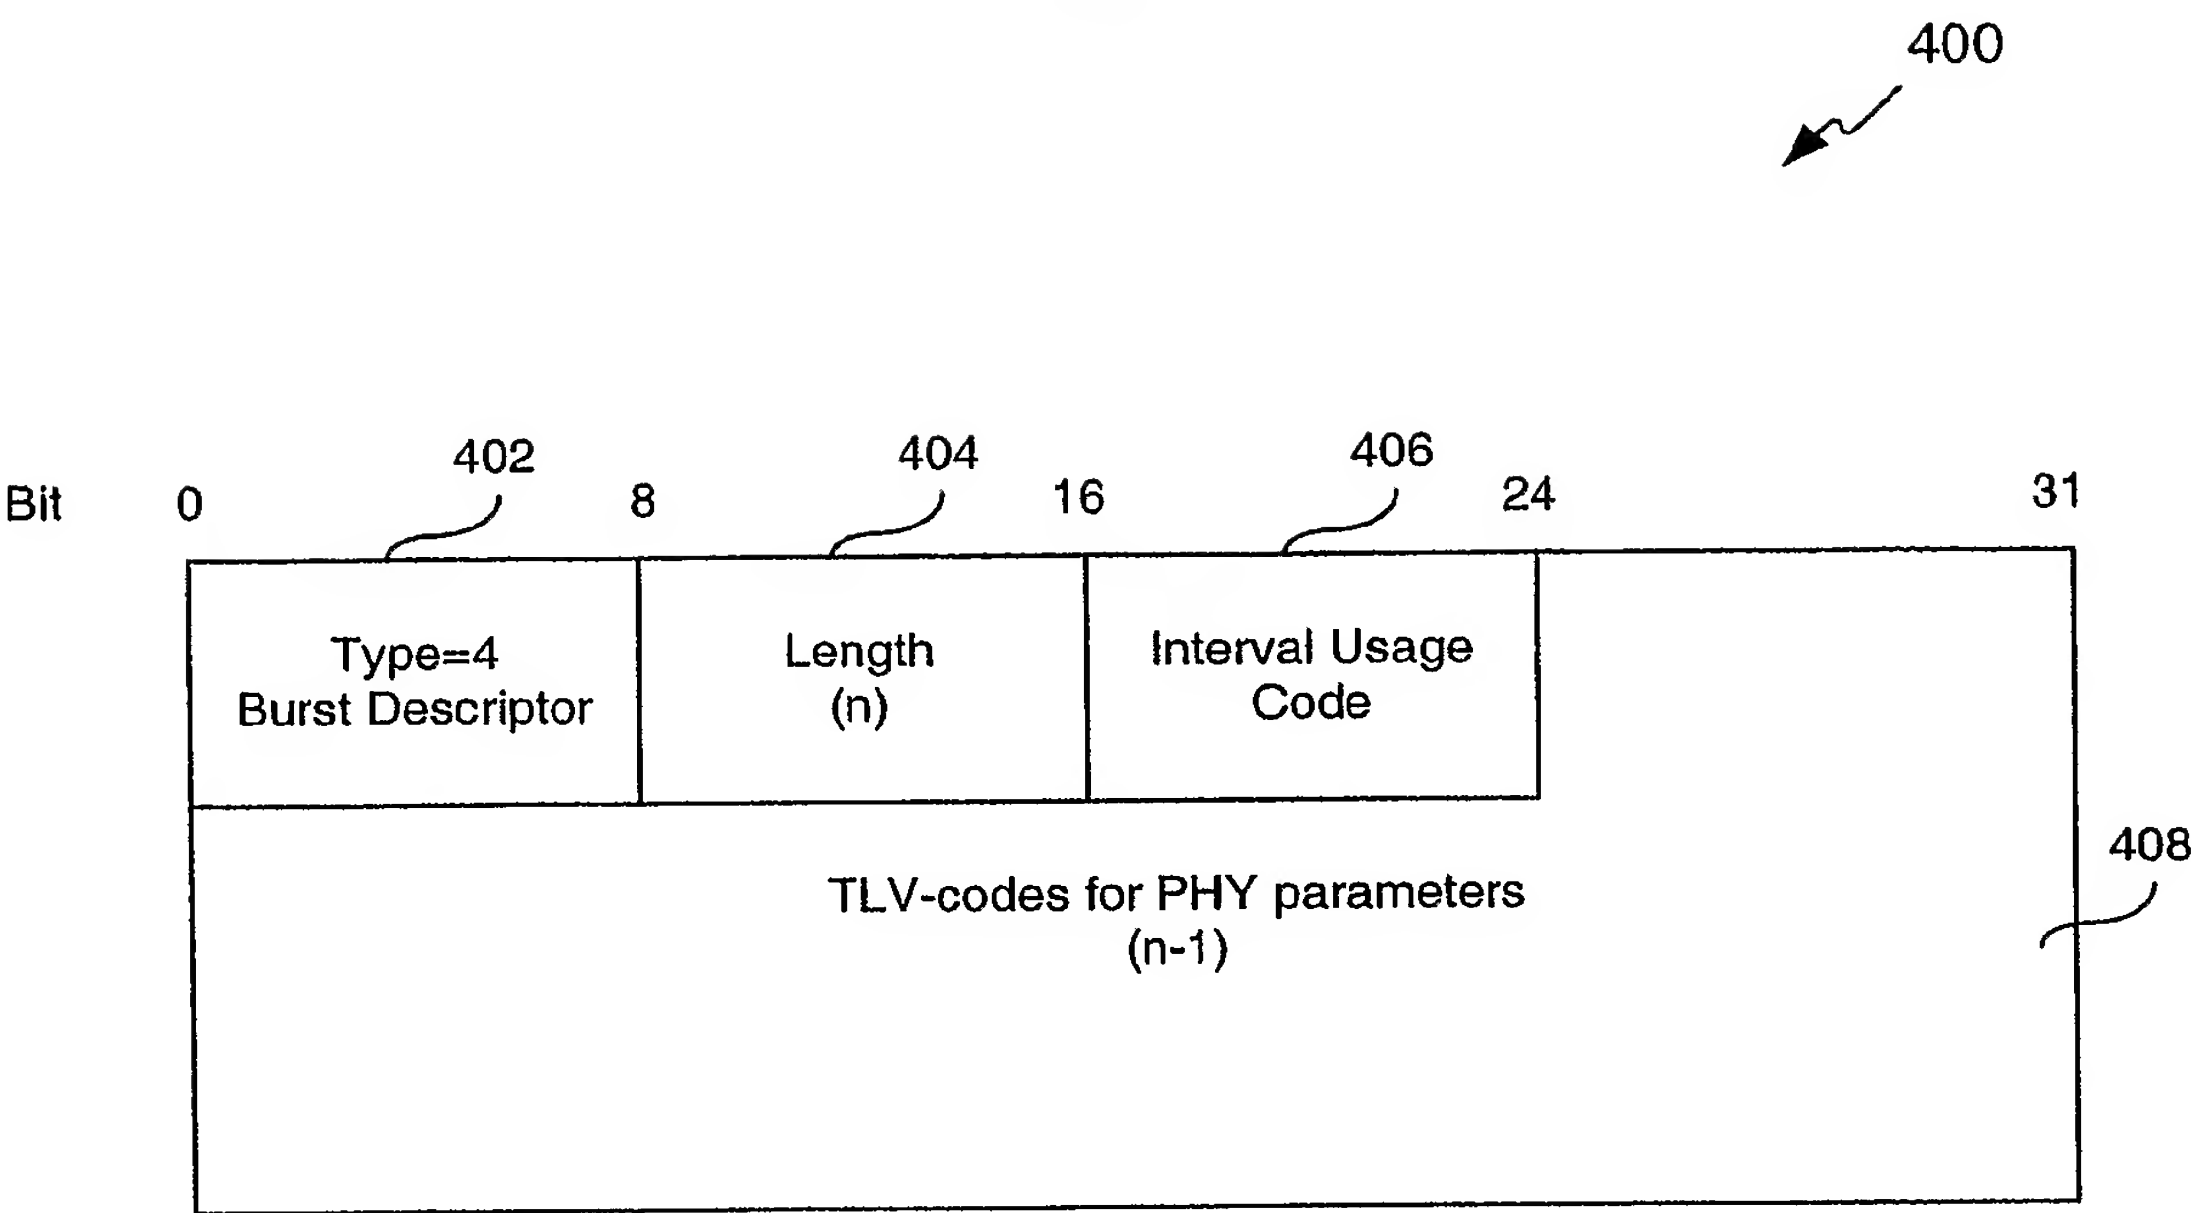 400
402 404 406
Bit 0 8 16 24 31
Type=4
Burst Descriptor
Length
(n)
Interval Usage
Code
408
TLV-codes for PHY parameters
(n-1)